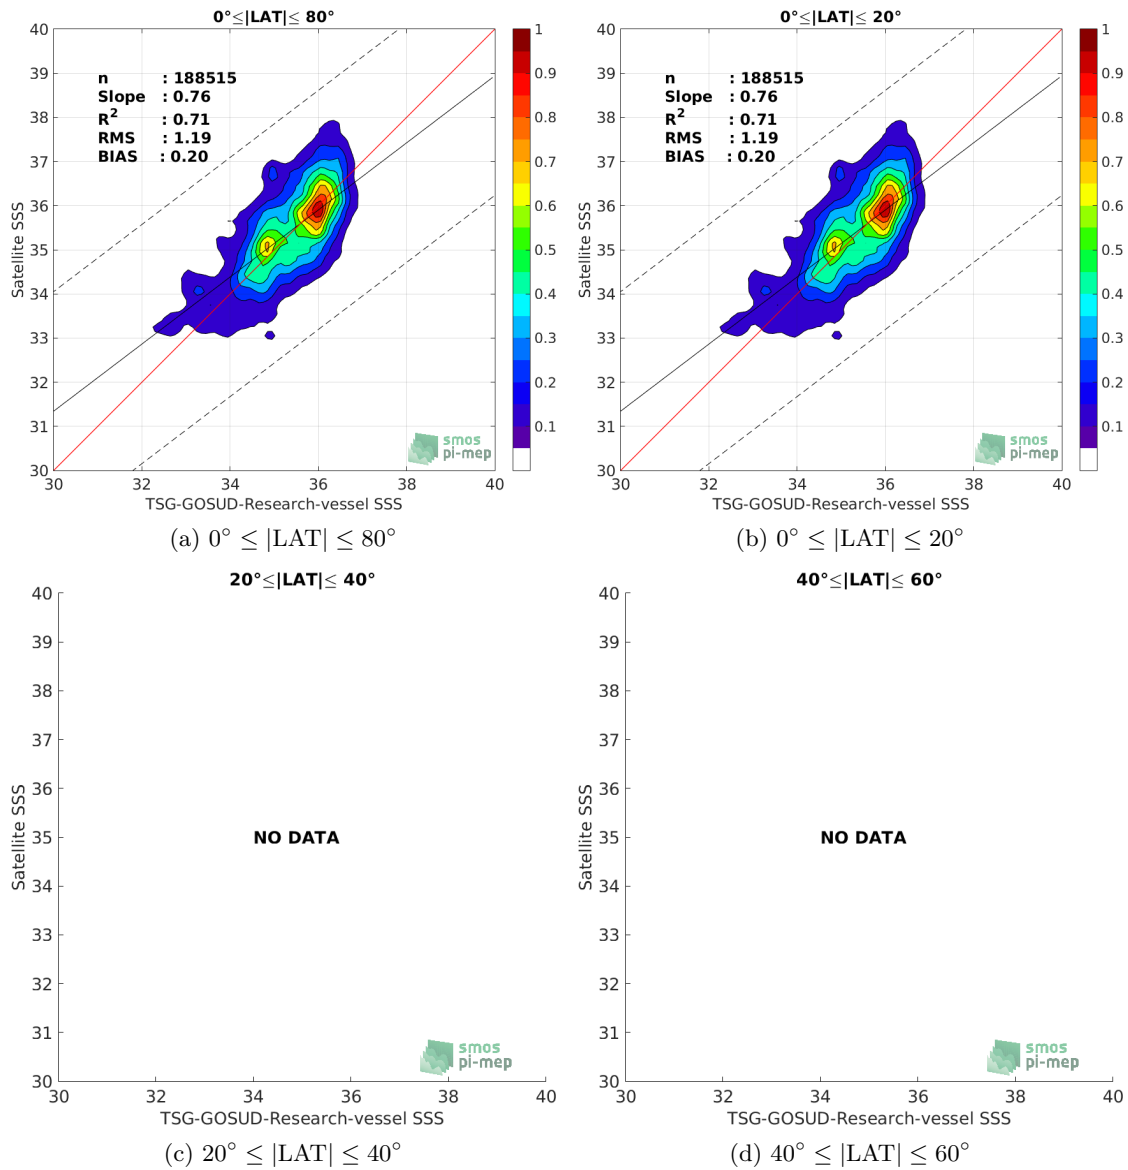 0°≤|LAT|≤ 80°
40
39
38
37
36
35
34
33
32
31
30
Satellite SSS
n : 188515
Slope : 0.76
R2 : 0.71
RMS : 1.19
BIAS : 0.20
1
0.9
0.8
0.7
0.6
0.5
0.4
0.3
0.2
0.1
smos
pi-mep
30 32 34 36 38 40
TSG-GOSUD-Research-vessel SSS
(a) 0° ≤ |LAT| ≤ 80°
0°≤|LAT|≤ 20°
40
39
38
37
36
35
34
33
32
31
30
Satellite SSS
n : 188515
Slope : 0.76
R2 : 0.71
RMS : 1.19
BIAS : 0.20
1
0.9
0.8
0.7
0.6
0.5
0.4
0.3
0.2
0.1
smos
pi-mep
30 32 34 36 38 40
TSG-GOSUD-Research-vessel SSS
(b) 0° ≤ |LAT| ≤ 20°
20°≤|LAT|≤ 40°
40
39
38
37
36
35
34
33
32
31
30
Satellite SSS
NO DATA
smos
pi-mep
30 32 34 36 38 40
TSG-GOSUD-Research-vessel SSS
(c) 20° ≤ |LAT| ≤ 40°
40°≤|LAT|≤ 60°
40
39
38
37
36
35
34
33
32
31
30
Satellite SSS
NO DATA
smos
pi-mep
30 32 34 36 38 40
TSG-GOSUD-Research-vessel SSS
(d) 40° ≤ |LAT| ≤ 60°